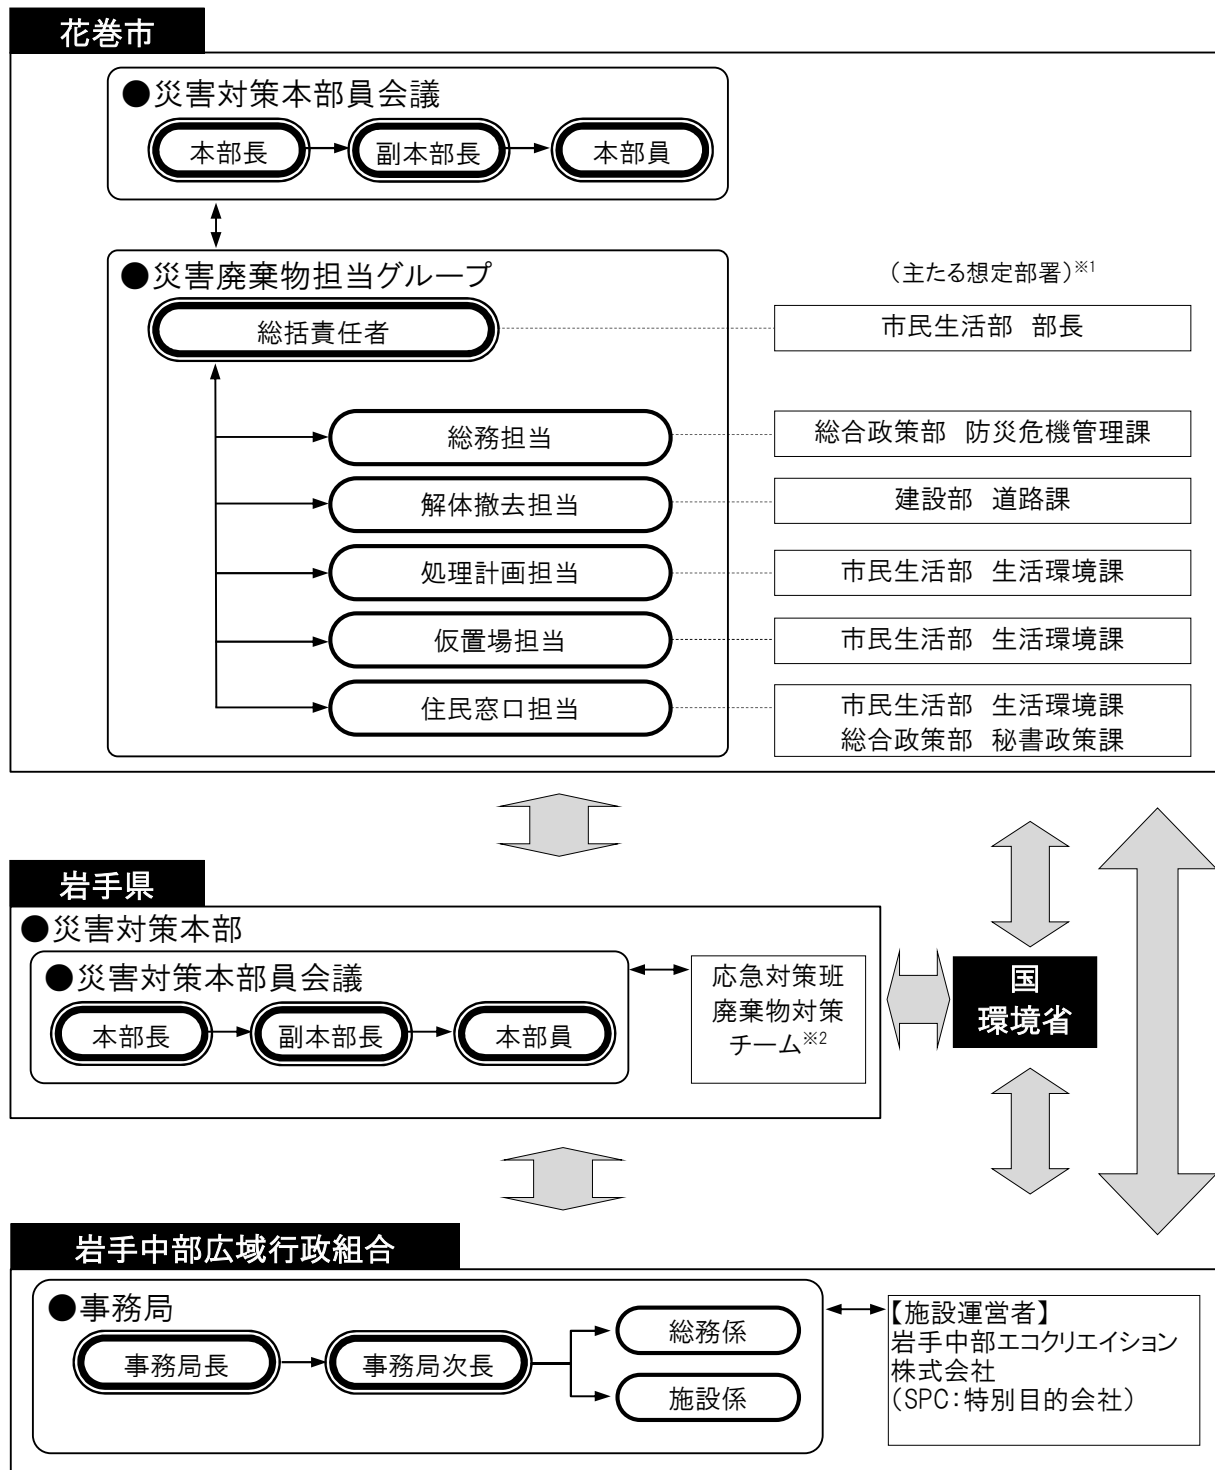 花巻市
●災害対策本部員会議
本部長
副本部長
本部員
●災害廃棄物担当グループ
(主たる想定部署)※1
総括責任者
市民生活部 部長
総務担当
総合政策部 防災危機管理課
解体撤去担当
建設部 道路課
処理計画担当
市民生活部 生活環境課
仮置場担当
市民生活部 生活環境課
住民窓口担当
市民生活部 生活環境課
総合政策部 秘書政策課
岩手県
●災害対策本部
●災害対策本部員会議
本部長
副本部長
本部員
応急対策班
廃棄物対策
チーム※2
国
環境省
岩手中部広域行政組合
●事務局
事務局長
事務局次長
総務係
施設係
【施設運営者】
岩手中部エコクリエイション
株式会社
(SPC:特別目的会社)